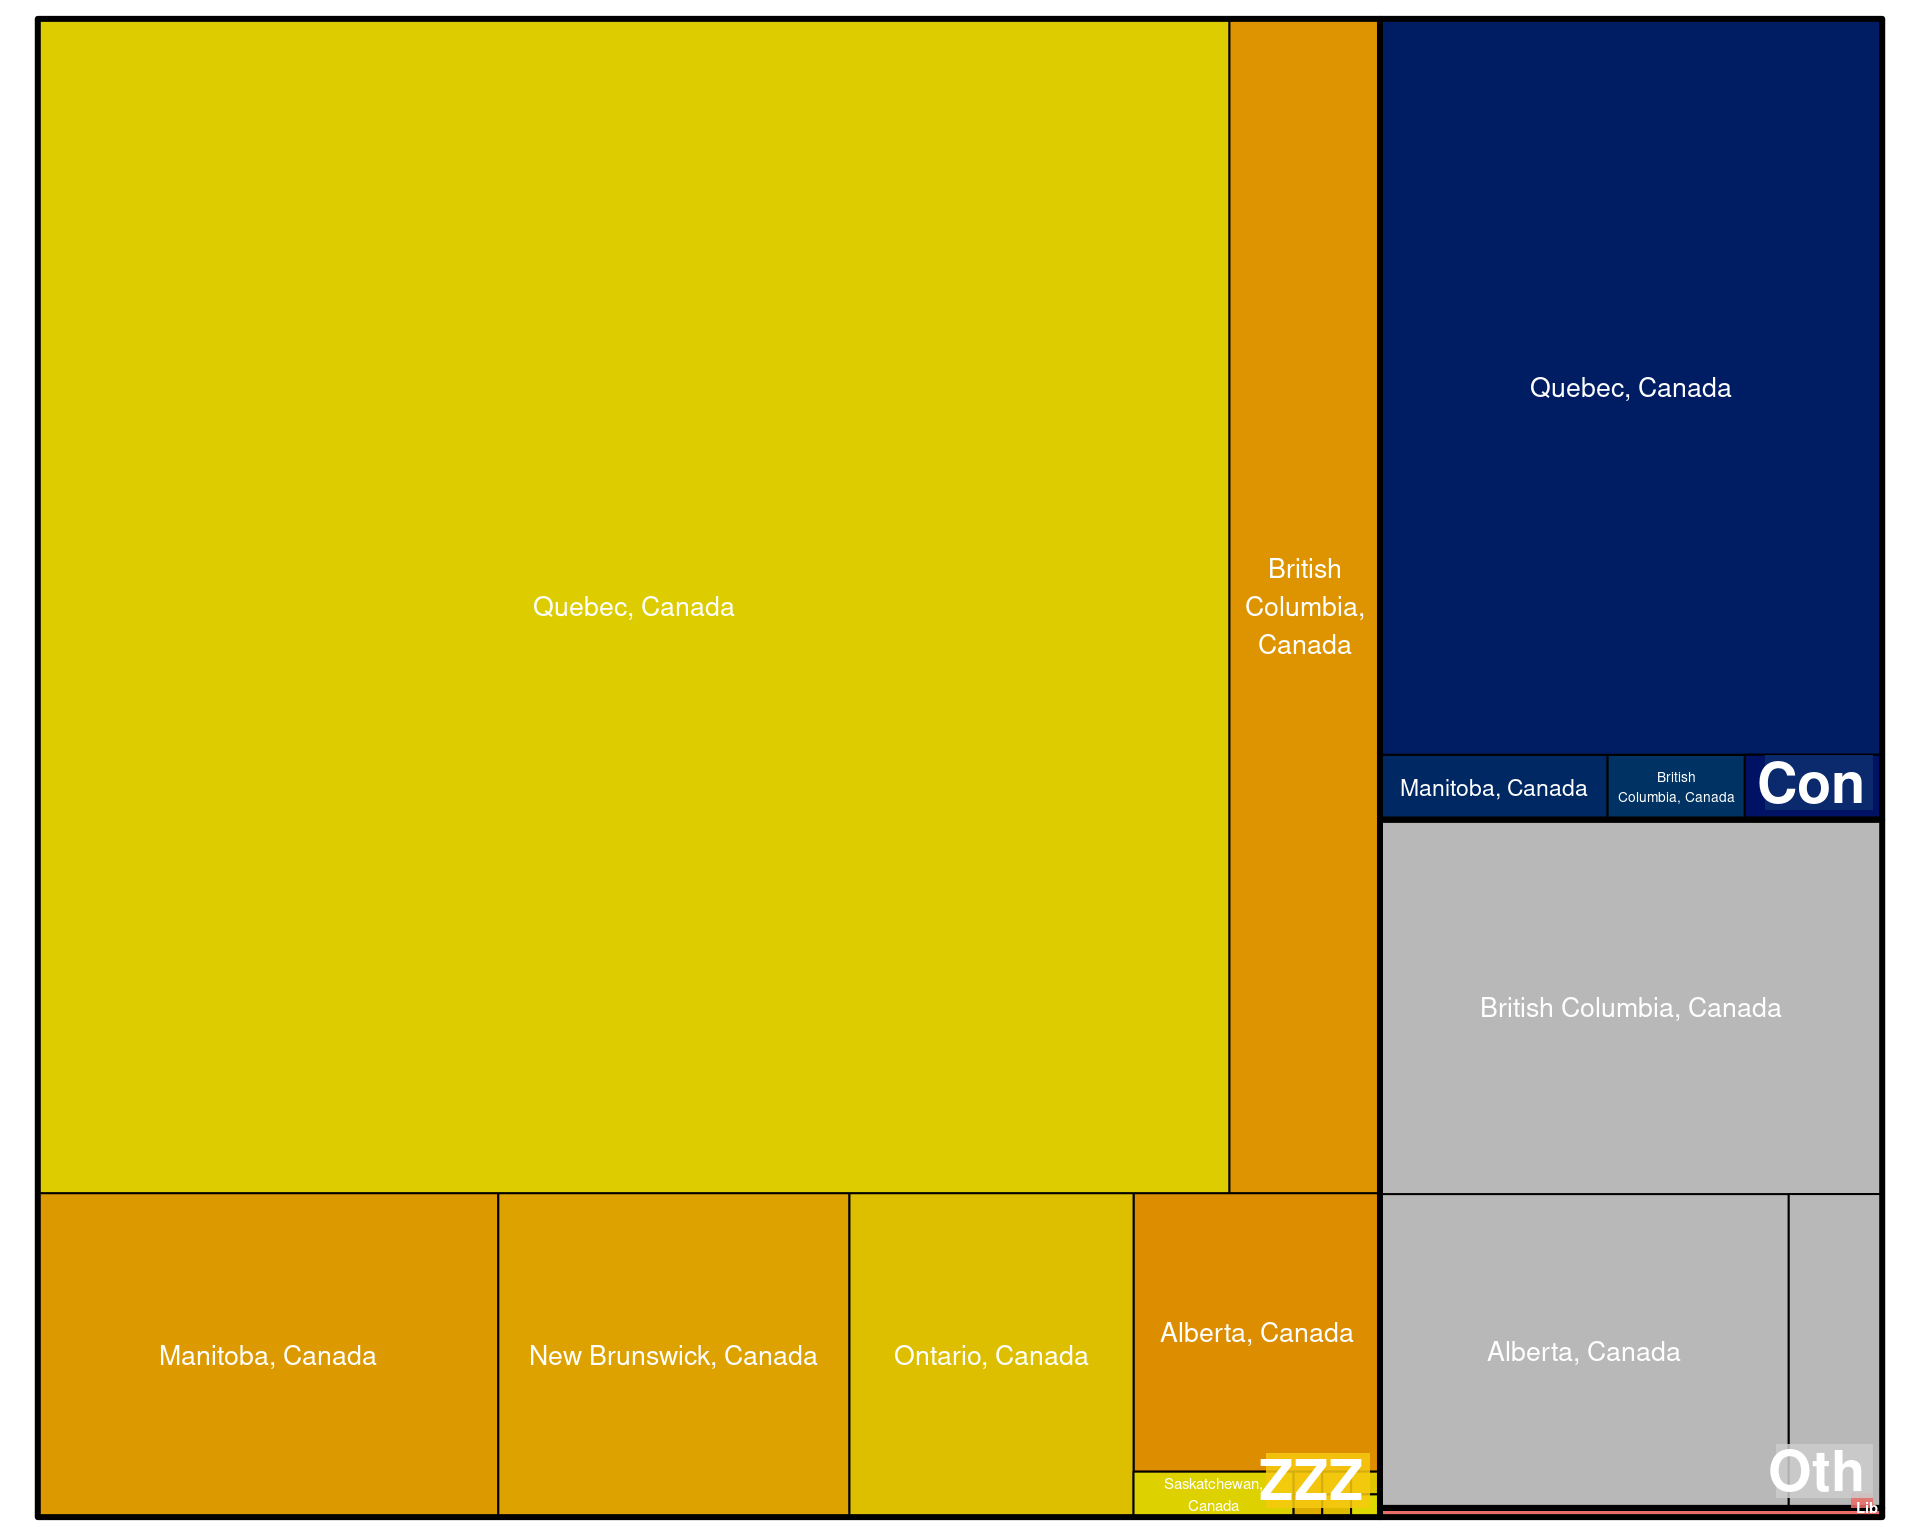 Quebec, Canada
British
Columbia,
Canada
Quebec, Canada
Manitoba, Canada
British
Columbia, Canada
Con
British Columbia, Canada
Manitoba, Canada
New Brunswick, Canada
Ontario, Canada
Alberta, Canada
Alberta, Canada
Saskatchewan,
Canada
ZZZ
Oth
Lib